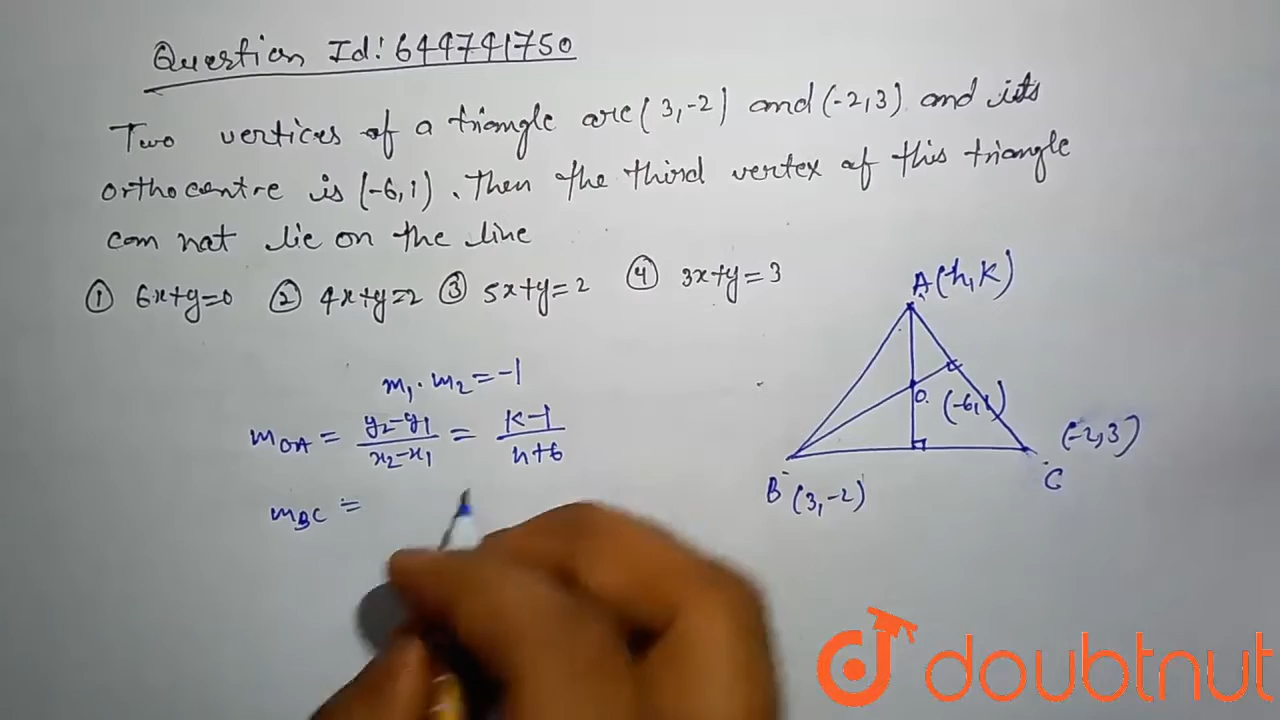 Question Id: 644741750
Two vertices of a triangle are (3,-2) and (-2,3) and its
orthocentre is (-6,1). Then the third vertex of this triangle
can not lie on the line
① 6x+y=0 ② 4x+y=2 ③ 5x+y=2 ④ 3x+y=3
A(h,K)
m₁.m₂=-1
m_OA = (y₂-y₁)/(x₂-x₁) = (K-1)/(h+6)
O. (-6,1)
(-2,3)
C
B (3,-2)
m_BC =
doubtnut